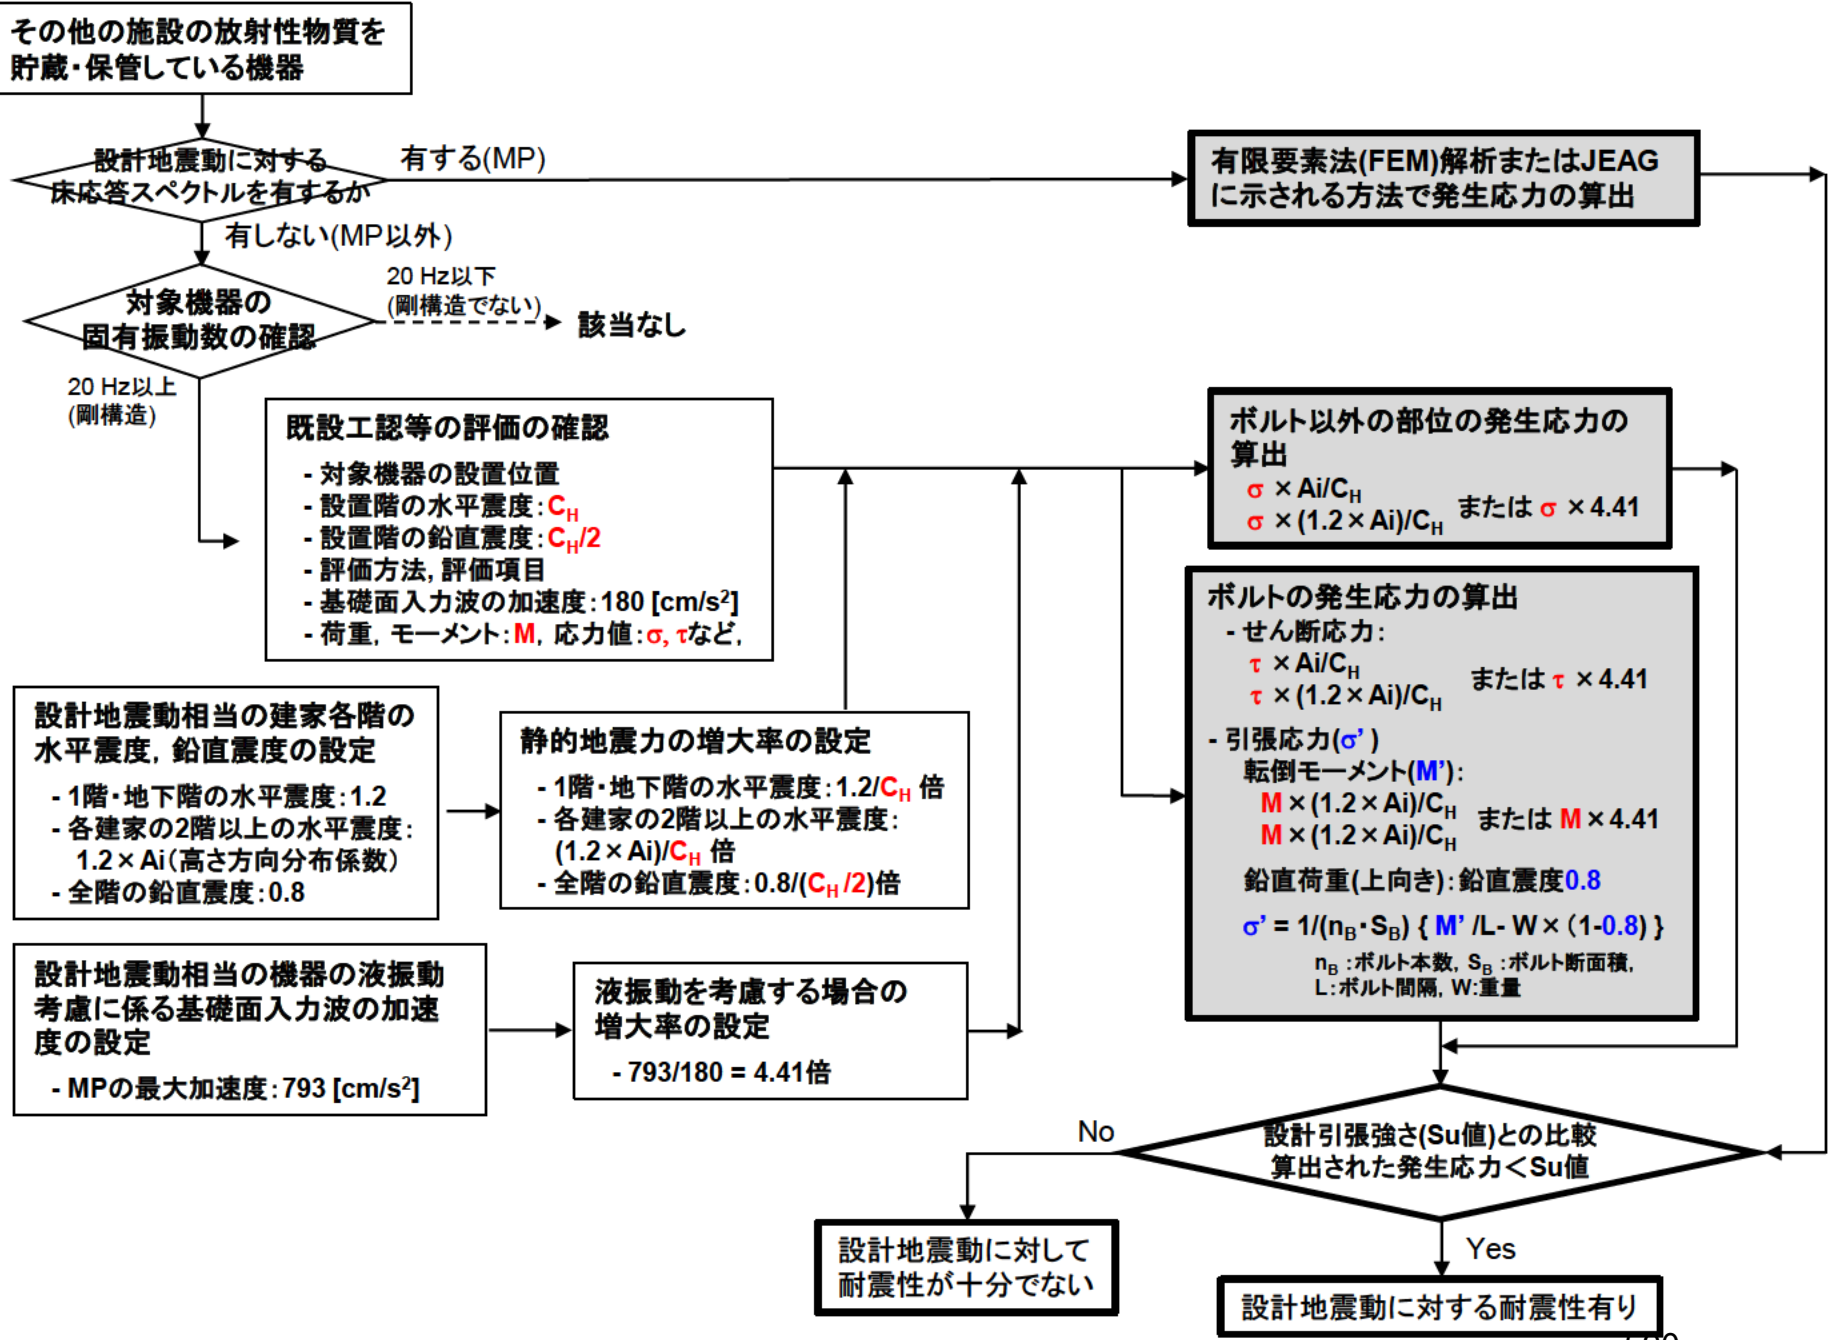 その他の施設の放射性物質を
貯蔵・保管している機器
設計地震動に対する
床応答スペクトルを有するか
有する(MP)
有限要素法(FEM)解析またはJEAG
に示される方法で発生応力の算出
有しない(MP以外)
対象機器の
固有振動数の確認
20 Hz以下
(剛構造でない)
該当なし
20 Hz以上
(剛構造)
既設工認等の評価の確認
- 対象機器の設置位置
- 設置階の水平震度：CH
- 設置階の鉛直震度：CH/2
- 評価方法, 評価項目
- 基礎面入力波の加速度：180 [cm/s2]
- 荷重, モーメント：M, 応力値：σ, τなど,
ボルト以外の部位の発生応力の
算出
σ ×Ai/CH
σ ×(1.2×Ai)/CH
または σ ×4.41
ボルトの発生応力の算出
- せん断応力：
τ ×Ai/CH
τ ×(1.2×Ai)/CH
または τ ×4.41
- 引張応力(σ' )
転倒モーメント(M')：
M×(1.2×Ai)/CH
M×(1.2×Ai)/CH
または M×4.41
鉛直荷重(上向き)：鉛直震度0.8
σ' = 1/(nB・SB) { M' /L- W×（1-0.8) }
nB：ボルト本数, SB：ボルト断面積,
L：ボルト間隔, W:重量
設計地震動相当の建家各階の
水平震度, 鉛直震度の設定
- 1階・地下階の水平震度：1.2
- 各建家の2階以上の水平震度：
1.2×Ai（高さ方向分布係数）
- 全階の鉛直震度：0.8
静的地震力の増大率の設定
- 1階・地下階の水平震度：1.2/CH 倍
- 各建家の2階以上の水平震度：
(1.2×Ai)/CH 倍
- 全階の鉛直震度：0.8/(CH /2)倍
設計地震動相当の機器の液振動
考慮に係る基礎面入力波の加速
度の設定
- MPの最大加速度：793 [cm/s2]
液振動を考慮する場合の
増大率の設定
- 793/180 = 4.41倍
設計引張強さ(Su値)との比較
算出された発生応力＜Su値
No
設計地震動に対して
耐震性が十分でない
Yes
設計地震動に対する耐震性有り